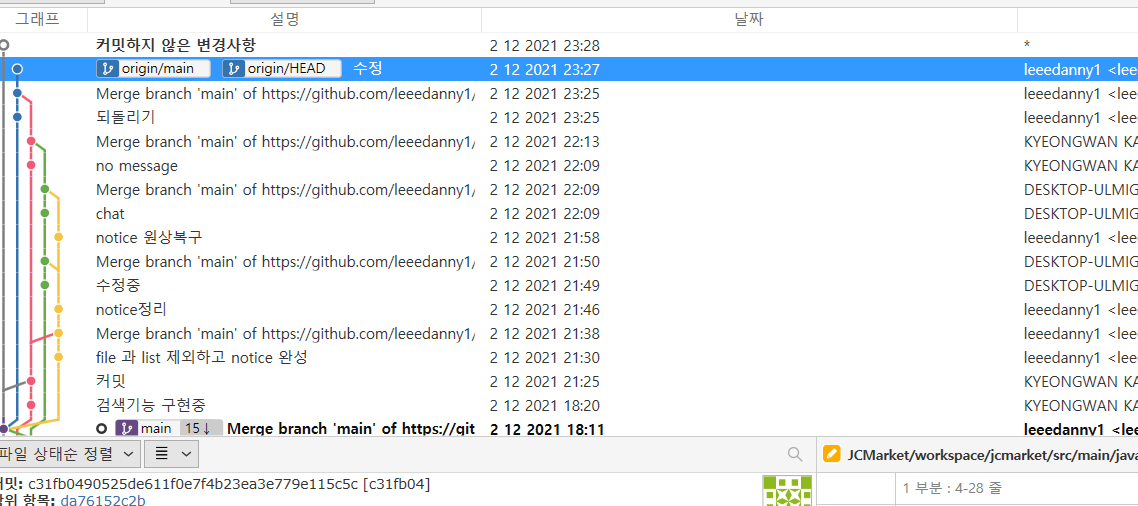 그래프 설명 날짜
커밋하지 않은 변경사항 2 12 2021 23:28 *
origin/main origin/HEAD 수정 2 12 2021 23:27 leeedanny1 <lee
Merge branch 'main' of https://github.com/leeedanny1/ 2 12 2021 23:25 leeedanny1 <lee
되돌리기 2 12 2021 23:25 leeedanny1 <lee
Merge branch 'main' of https://github.com/leeedanny1/ 2 12 2021 22:13 KYEONGWAN KA
no message 2 12 2021 22:09 KYEONGWAN KA
Merge branch 'main' of https://github.com/leeedanny1/ 2 12 2021 22:09 DESKTOP-ULMIG
chat 2 12 2021 22:09 DESKTOP-ULMIG
notice 원상복구 2 12 2021 21:58 leeedanny1 <lee
Merge branch 'main' of https://github.com/leeedanny1/ 2 12 2021 21:50 DESKTOP-ULMIG
수정중 2 12 2021 21:49 DESKTOP-ULMIG
notice정리 2 12 2021 21:46 leeedanny1 <lee
Merge branch 'main' of https://github.com/leeedanny1/ 2 12 2021 21:38 leeedanny1 <lee
file 과 list 제외하고 notice 완성 2 12 2021 21:30 leeedanny1 <lee
커밋 2 12 2021 21:25 KYEONGWAN KA
검색기능 구현중 2 12 2021 18:20 KYEONGWAN KA
main 15↓ Merge branch 'main' of https://git 2 12 2021 18:11 leeedanny1 <le
파일 상태순 정렬 JCMarket/workspace/jcmarket/src/main/java
커밋: c31fb0490525de611f0e7f4b23ea3e779e115c5c [c31fb04] 1 부분 : 4-28 줄
상위 항목: da76152c2b